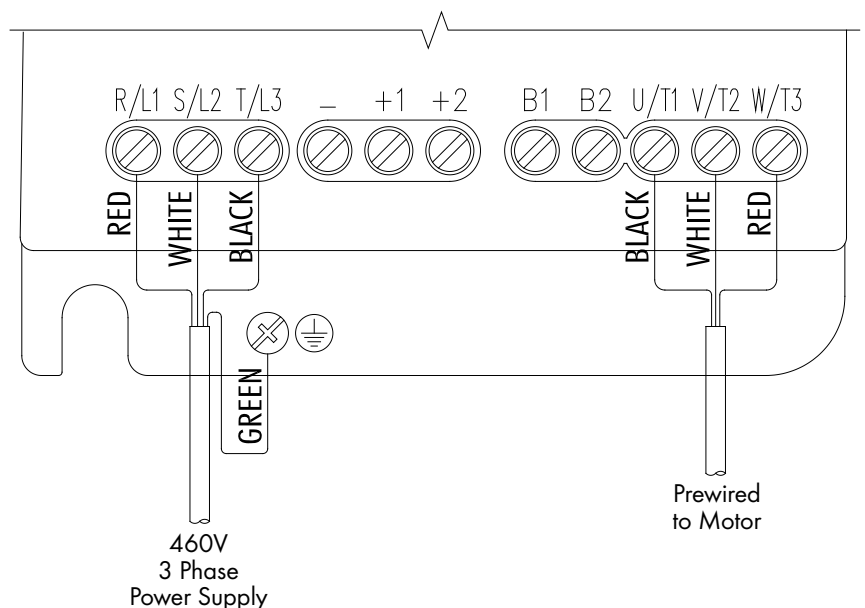 R/L1 S/L2 T/L3 – +1 +2 B1 B2 U/T1 V/T2 W/T3
RED
WHITE
BLACK
BLACK
WHITE
RED
GREEN
Prewired
to Motor
460V
3 Phase
Power Supply